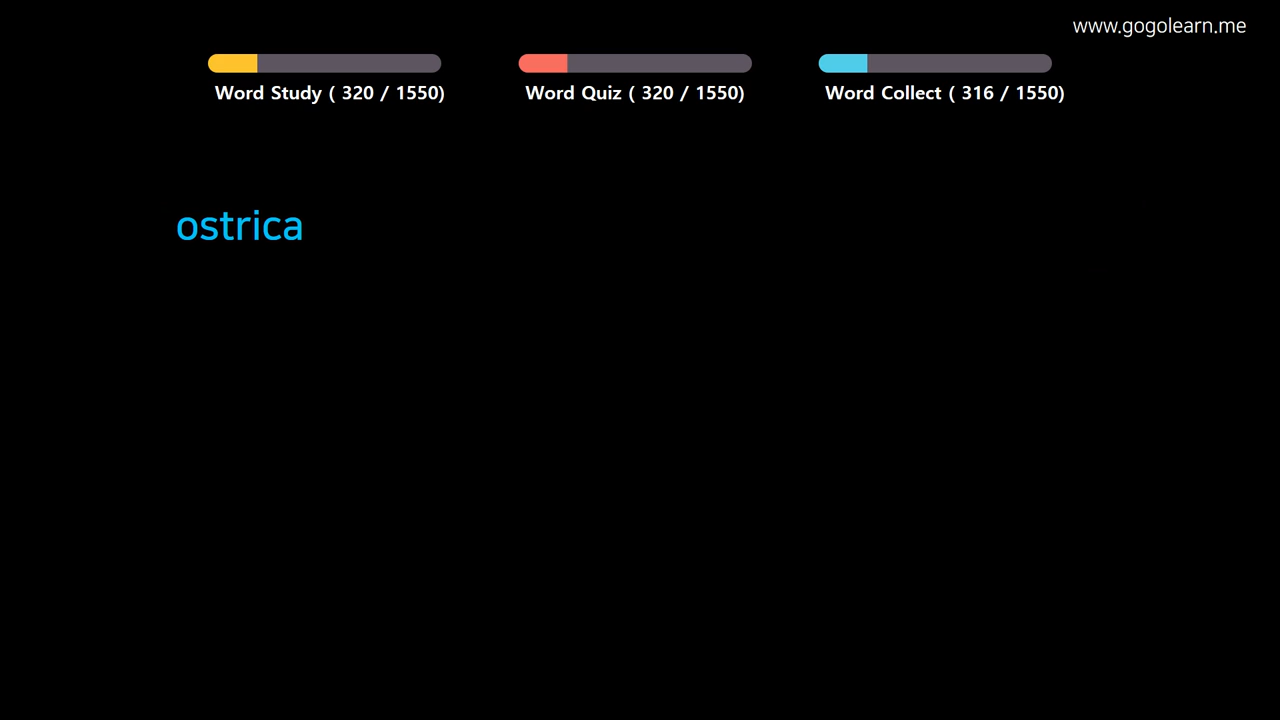 www.gogolearn.me
Word Study ( 320 / 1550)
Word Quiz ( 320 / 1550)
Word Collect ( 316 / 1550)
ostrica